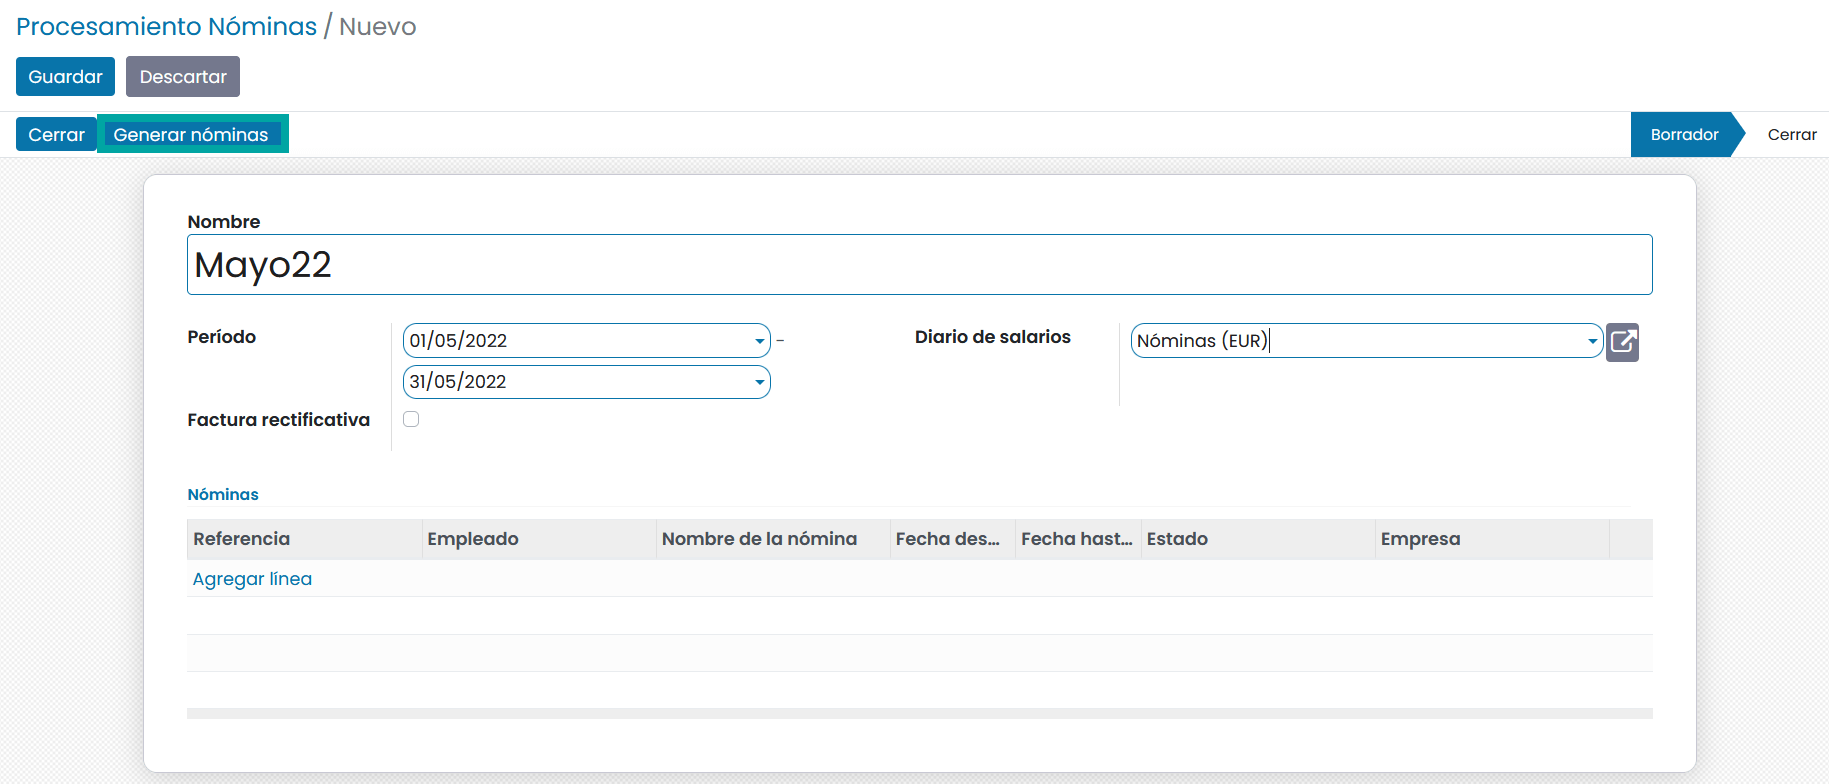 Procesamiento Nóminas / Nuevo
Guardar Descartar
Cerrar Generar nóminas Borrador Cerrar
Nombre
Mayo22
Período 01/05/2022 - Diario de salarios Nóminas (EUR)
31/05/2022
Factura rectificativa
Nóminas
Referencia Empleado Nombre de la nómina Fecha des... Fecha hast... Estado Empresa
Agregar línea